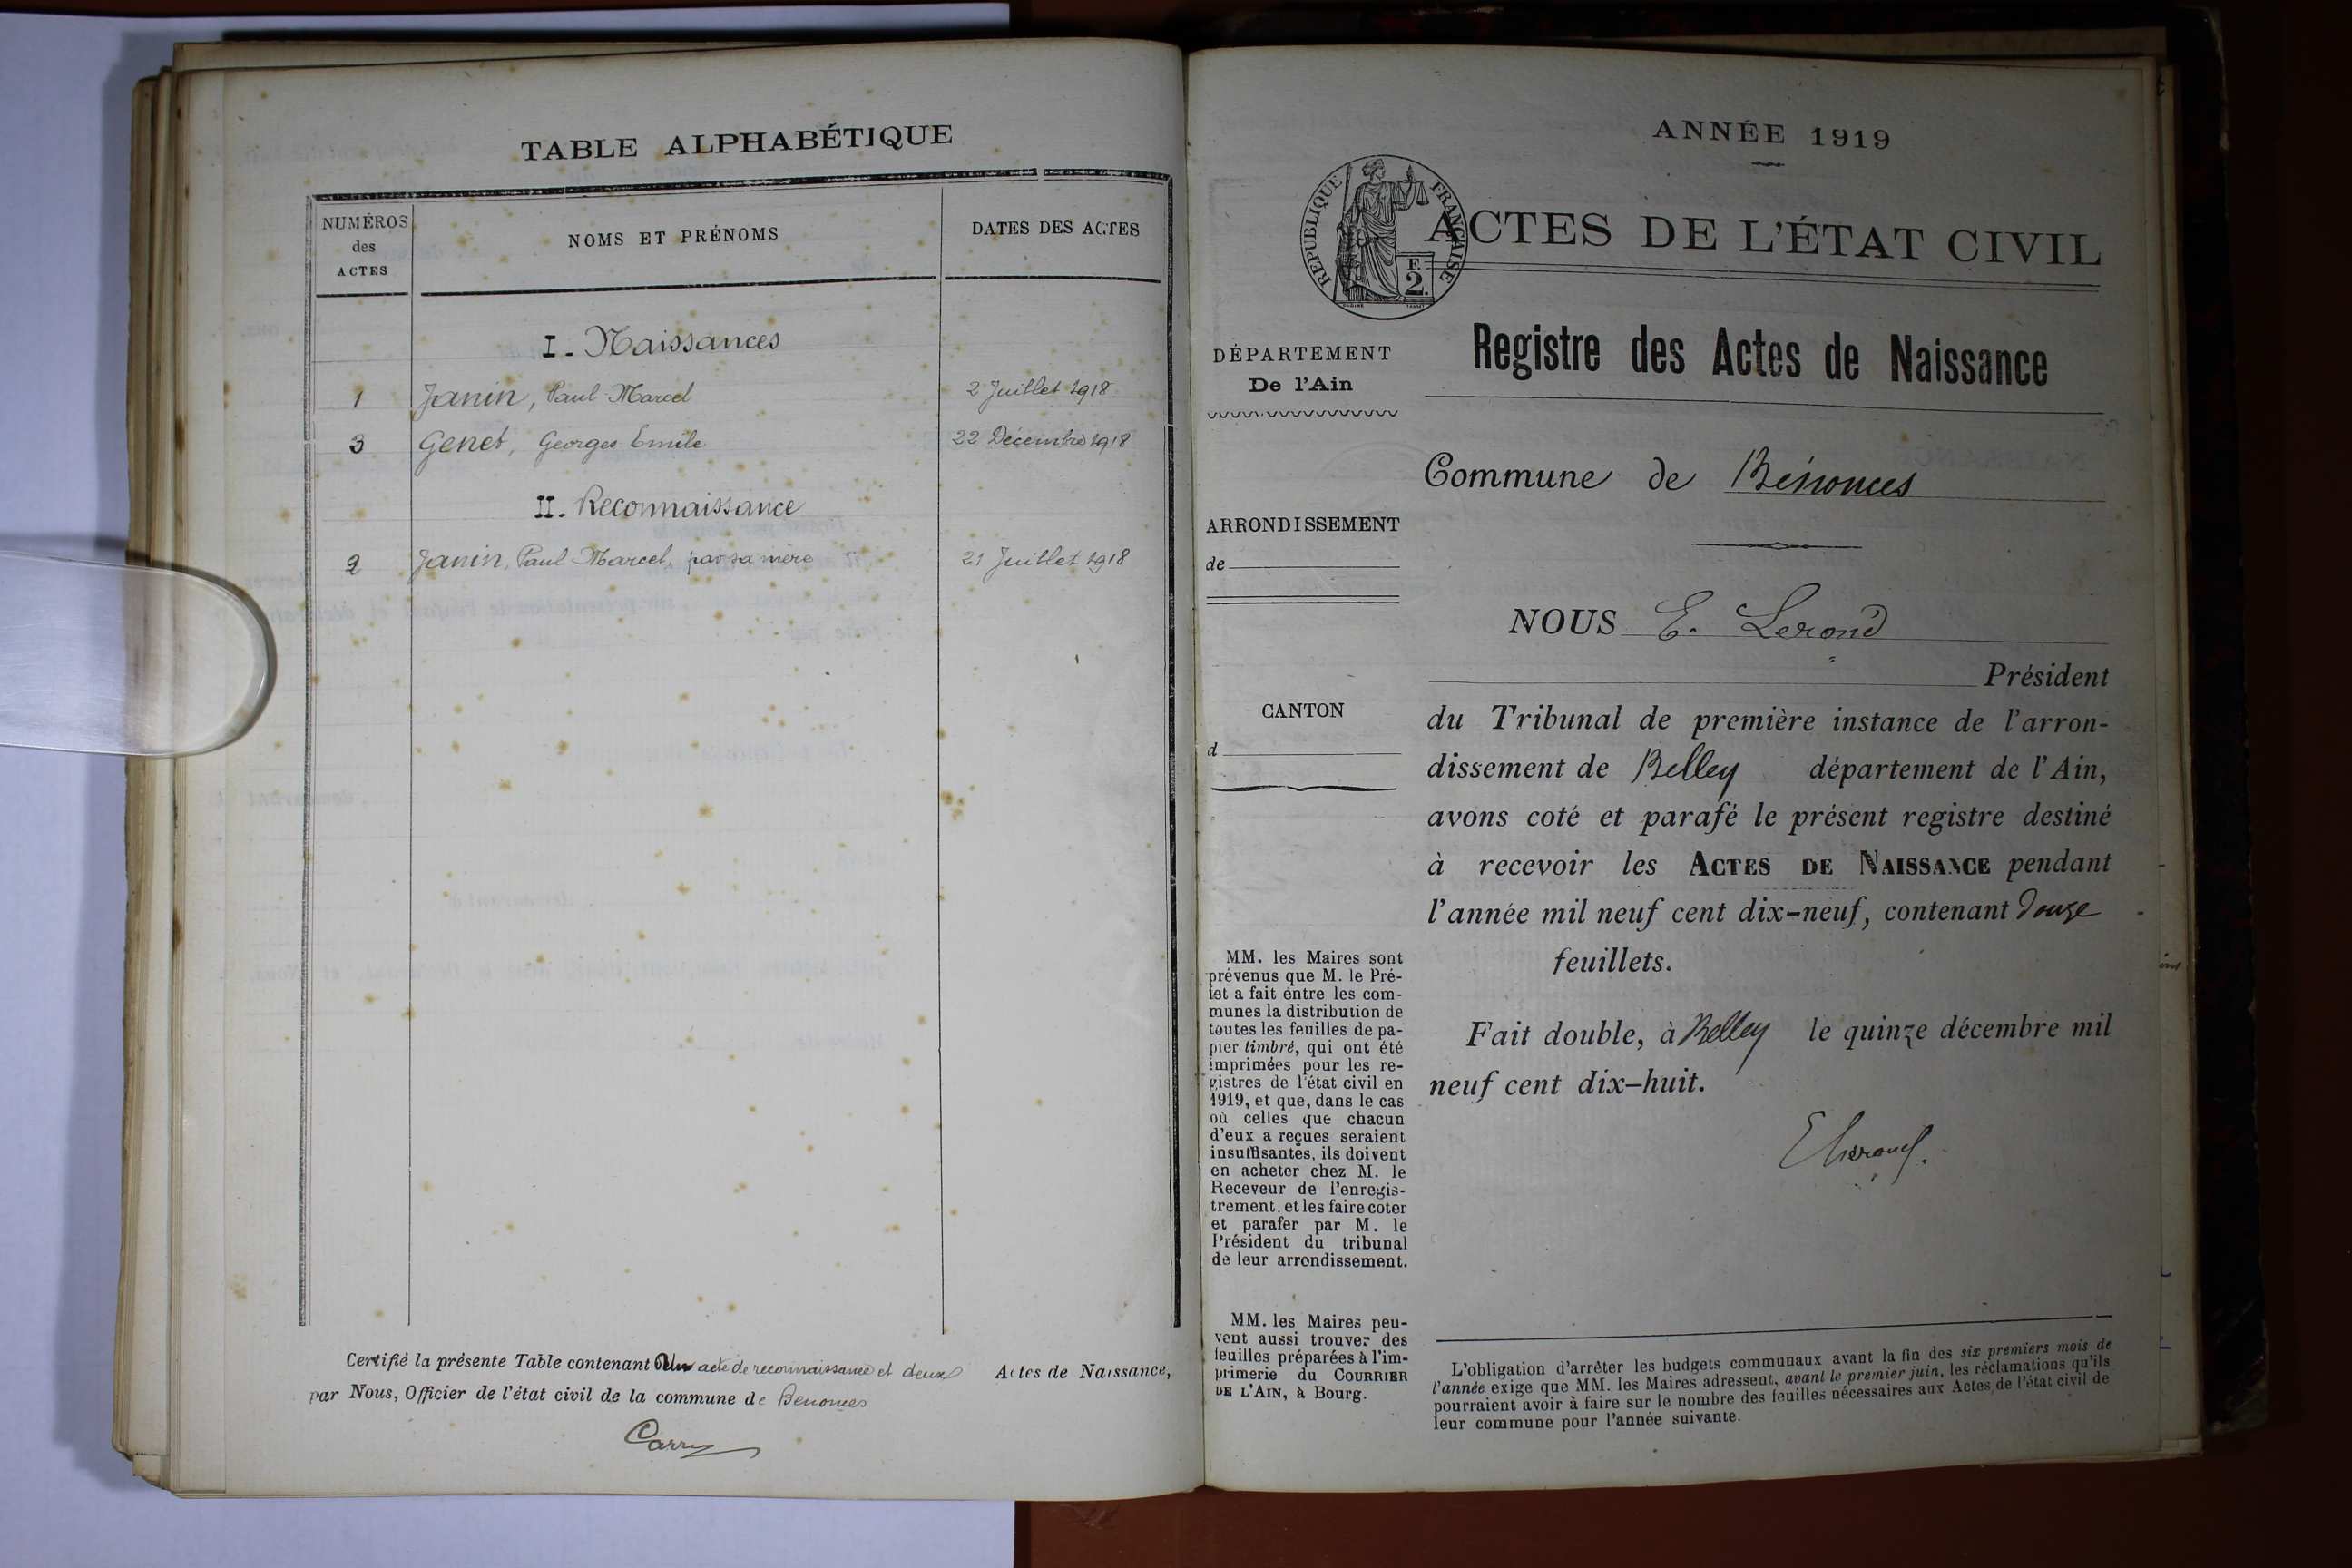 TABLE ALPHABÉTIQUE
NUMÉROS
des
ACTES
NOMS ET PRÉNOMS
DATES DES ACTES
I - Naissances
1 Janin, Paul Marcel 2 Juillet 1918
3 Genet, Georges Emile 22 Décembre 1918
II - Reconnaissance
2 Janin, Paul Marcel, par sa mère 21 Juillet 1918
Certifié la présente Table contenant Un acte de reconnaissance et deux Actes de Naissance,
par Nous, Officier de l'état civil de la commune de Benonces
Carry
ANNÉE 1919
RÉPUBLIQUE FRANÇAISE
F.
2.
ACTES DE L'ÉTAT CIVIL
Registre des Actes de Naissance
DÉPARTEMENT
De l'Ain
Commune de Bénonces
ARRONDISSEMENT
de
CANTON
d
NOUS E. Lerond
Président
du Tribunal de première instance de l'arron-
dissement de Belley département de l'Ain,
avons coté et parafé le présent registre destiné
à recevoir les ACTES DE NAISSANCE pendant
l'année mil neuf cent dix-neuf, contenant douze
feuillets.
Fait double, à Belley le quinze décembre mil
neuf cent dix-huit.
MM. les Maires sont
prévenus que M. le Pré-
fet a fait entre les com-
munes la distribution de
toutes les feuilles de pa-
pier timbré, qui ont été
imprimées pour les re-
gistres de l'état civil en
1919, et que, dans le cas
où celles que chacun
d'eux a reçues seraient
insuffisantes, ils doivent
en acheter chez M. le
Receveur de l'enregis-
trement, et les faire coter
et parafer par M. le
Président du tribunal
de leur arrondissement.
MM. les Maires peu-
vent aussi trouver des
feuilles préparées à l'im-
primerie du COURRIER
DE L'AIN, à Bourg.
L'obligation d'arrêter les budgets communaux avant la fin des six premiers mois de
l'année exige que MM. les Maires adressent, avant le premier juin, les réclamations qu'ils
pourraient avoir à faire sur le nombre des feuilles nécessaires aux Actes de l'état civil de
leur commune pour l'année suivante.